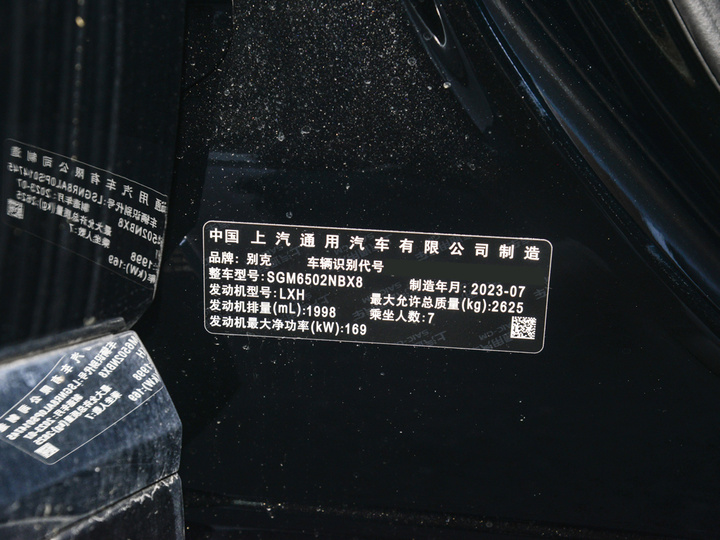 中国上汽通用汽车有限公司制造
品牌: 别克 车辆识别代号
整车型号:SGM6502NBX8 制造年月: 2023-07
发动机型号:LXH 最大允许总质量(kg):2625
发动机排量(mL):1998 乘坐人数:7
发动机最大净功率(kW):169